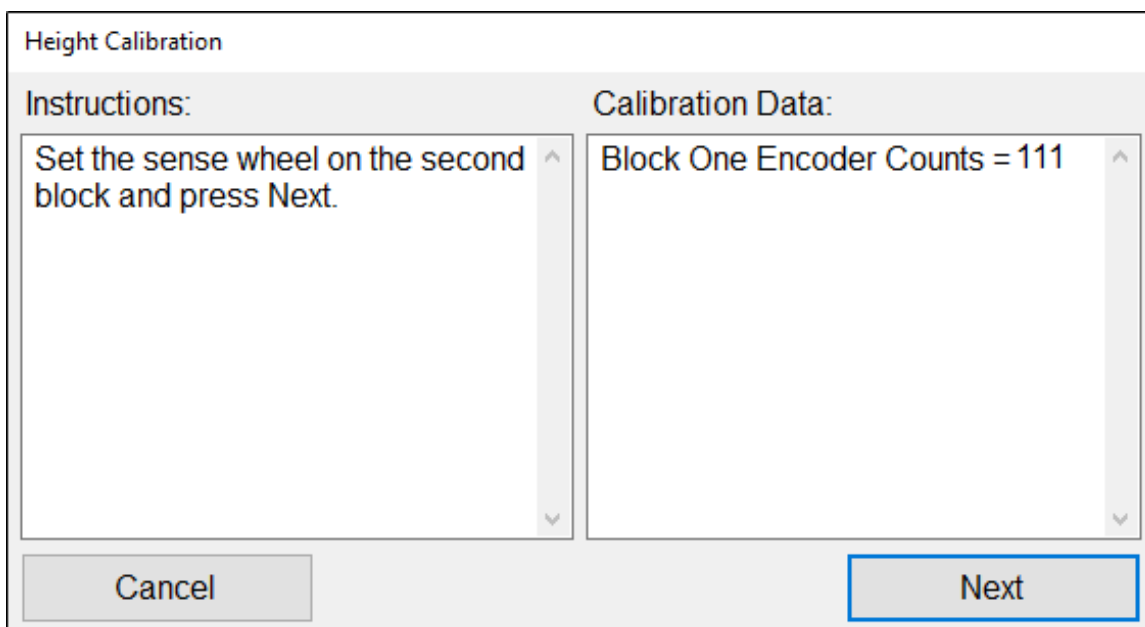 Height Calibration
Instructions:
Calibration Data:
Set the sense wheel on the second
block and press Next.
Block One Encoder Counts = 111
Cancel
Next